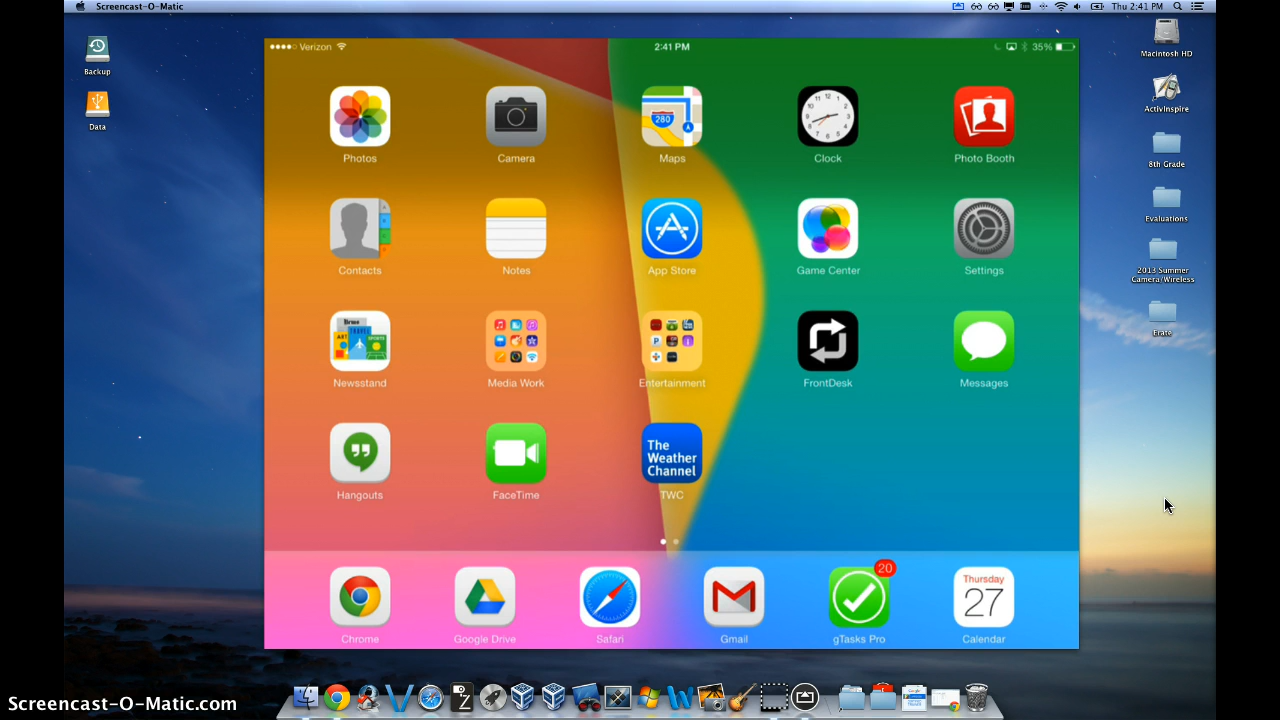 Screencast-O-Matic
Thu 2:41 PM
Verizon
2:41 PM
35%
Backup
Data
Macintosh HD
ActivInspire
8th Grade
Evaluations
2013 Summer
Camera-Wireless
Erate
Photos
Camera
Maps
280
Clock
Photo Booth
Contacts
Notes
App Store
Game Center
Settings
Newsstand
Media Work
Entertainment
FrontDesk
Messages
Hangouts
FaceTime
The
Weather
Channel
TWC
20
Thursday
27
Chrome
Google Drive
Safari
Gmail
gTasks Pro
Calendar
Screencast-O-Matic.com